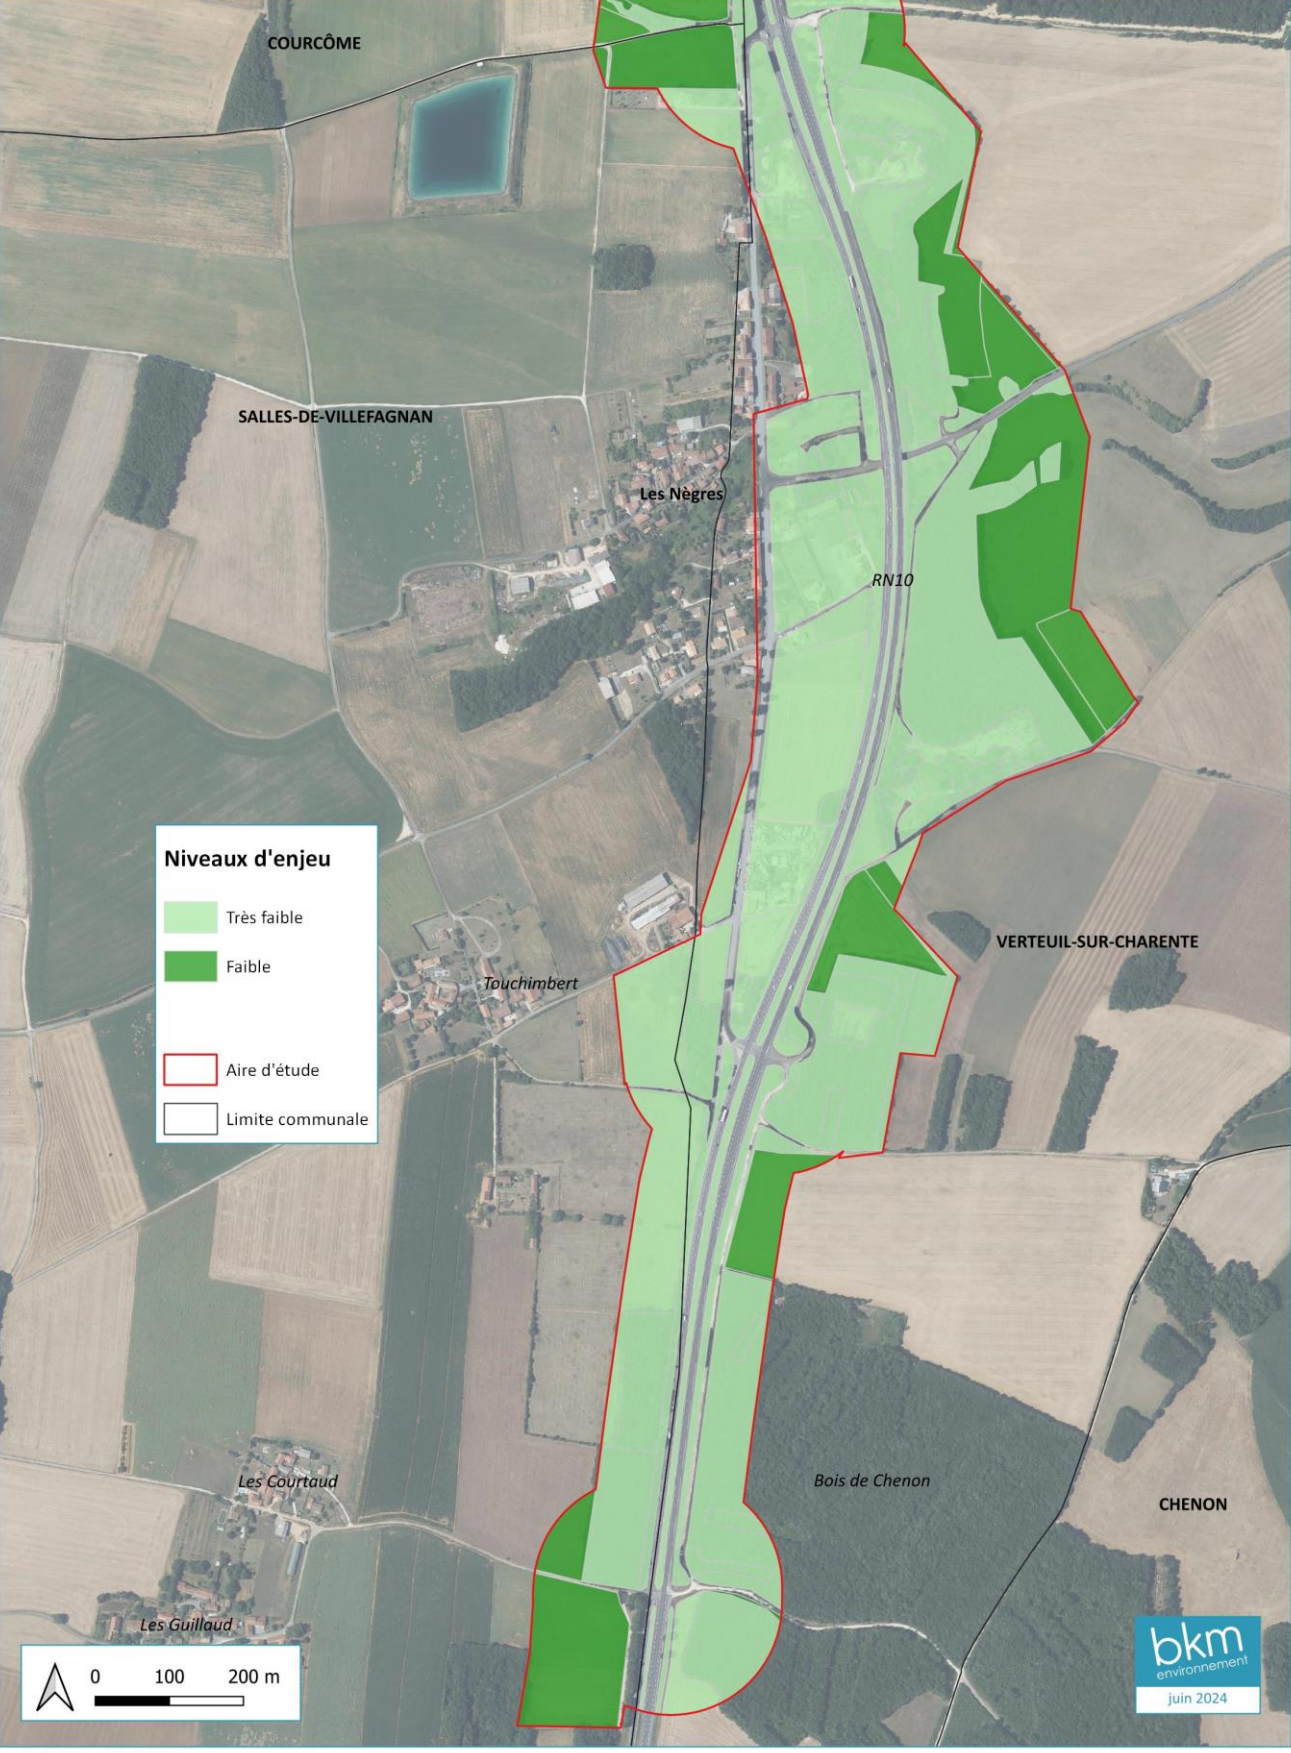 COURCÔME
SALLES-DE-VILLEFAGNAN
Les Nègres
RN10
Niveaux d'enjeu
Très faible
Faible
Aire d'étude
Limite communale
VERTEUIL-SUR-CHARENTE
Touchimbert
Les Courtaud
Bois de Chenon
CHENON
Les Guillaud
0 100 200 m
bkm
environnement
juin 2024